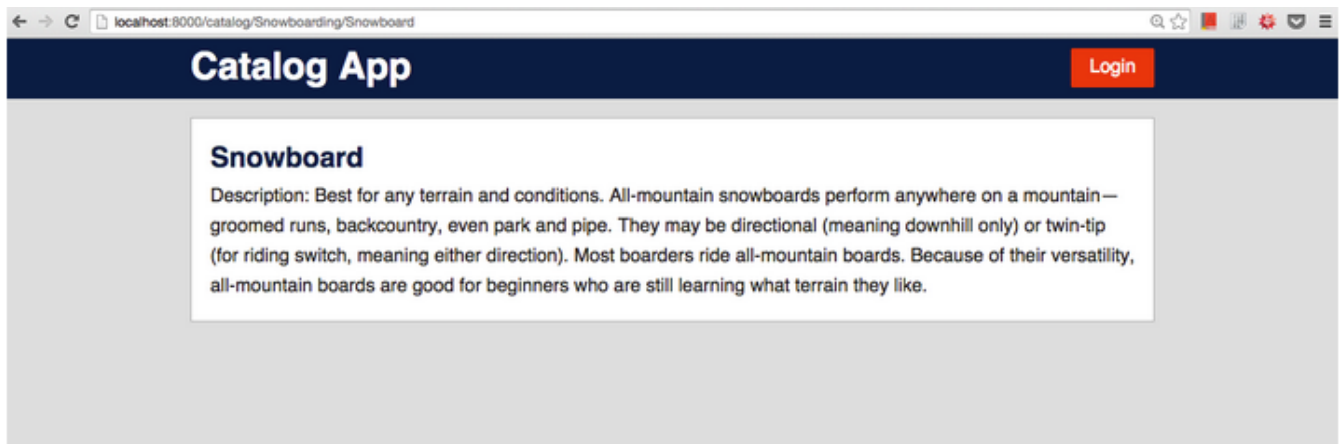 localhost:8000/catalog/Snowboarding/Snowboard
Catalog App
Login
Snowboard
Description: Best for any terrain and conditions. All-mountain snowboards perform anywhere on a mountain—
groomed runs, backcountry, even park and pipe. They may be directional (meaning downhill only) or twin-tip
(for riding switch, meaning either direction). Most boarders ride all-mountain boards. Because of their versatility,
all-mountain boards are good for beginners who are still learning what terrain they like.